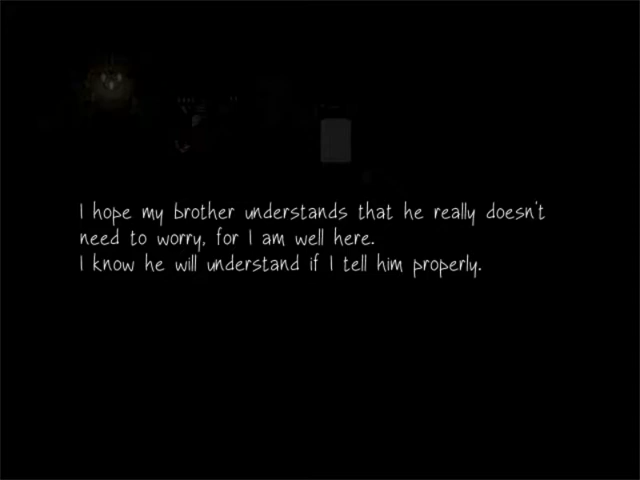 I hope my brother understands that he really doesn't
need to worry, for I am well here.
I know he will understand if I tell him properly.